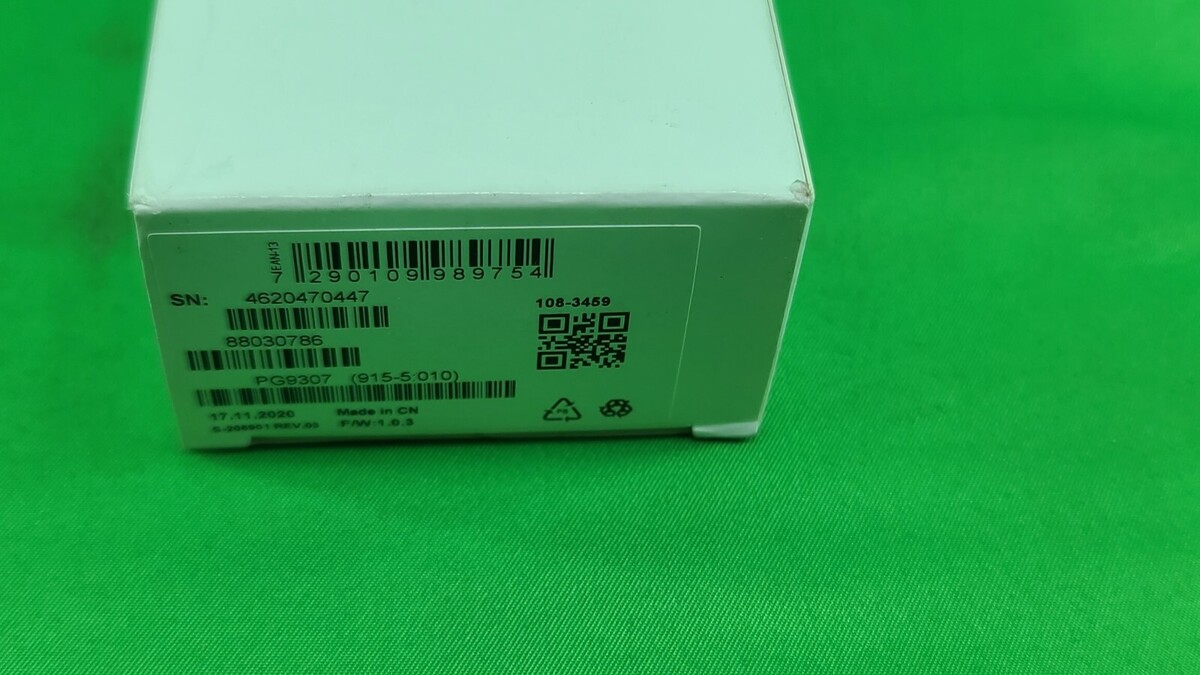 EAN-13
7 290109 989754
SN: 4620470447
108-3459
88030786
PG9307 (915-5:010)
17.11.2020 Made in CN
F/W:1.0.3